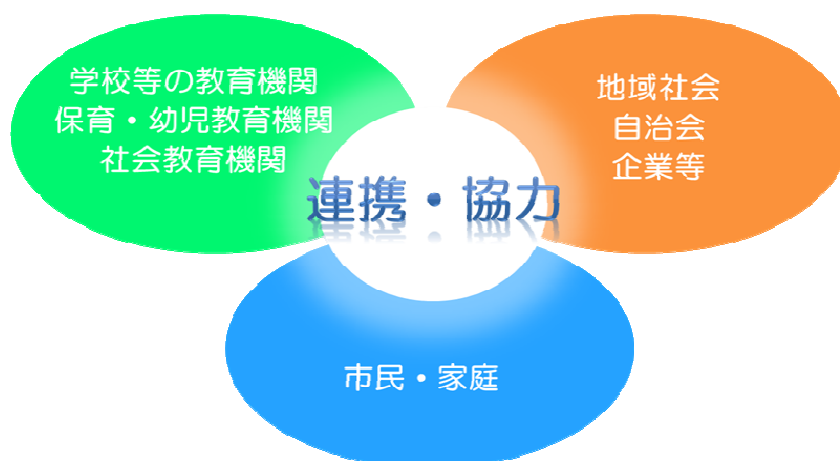 学校等の教育機関
保育・幼児教育機関
社会教育機関
地域社会
自治会
企業等
連携・協力
市民・家庭